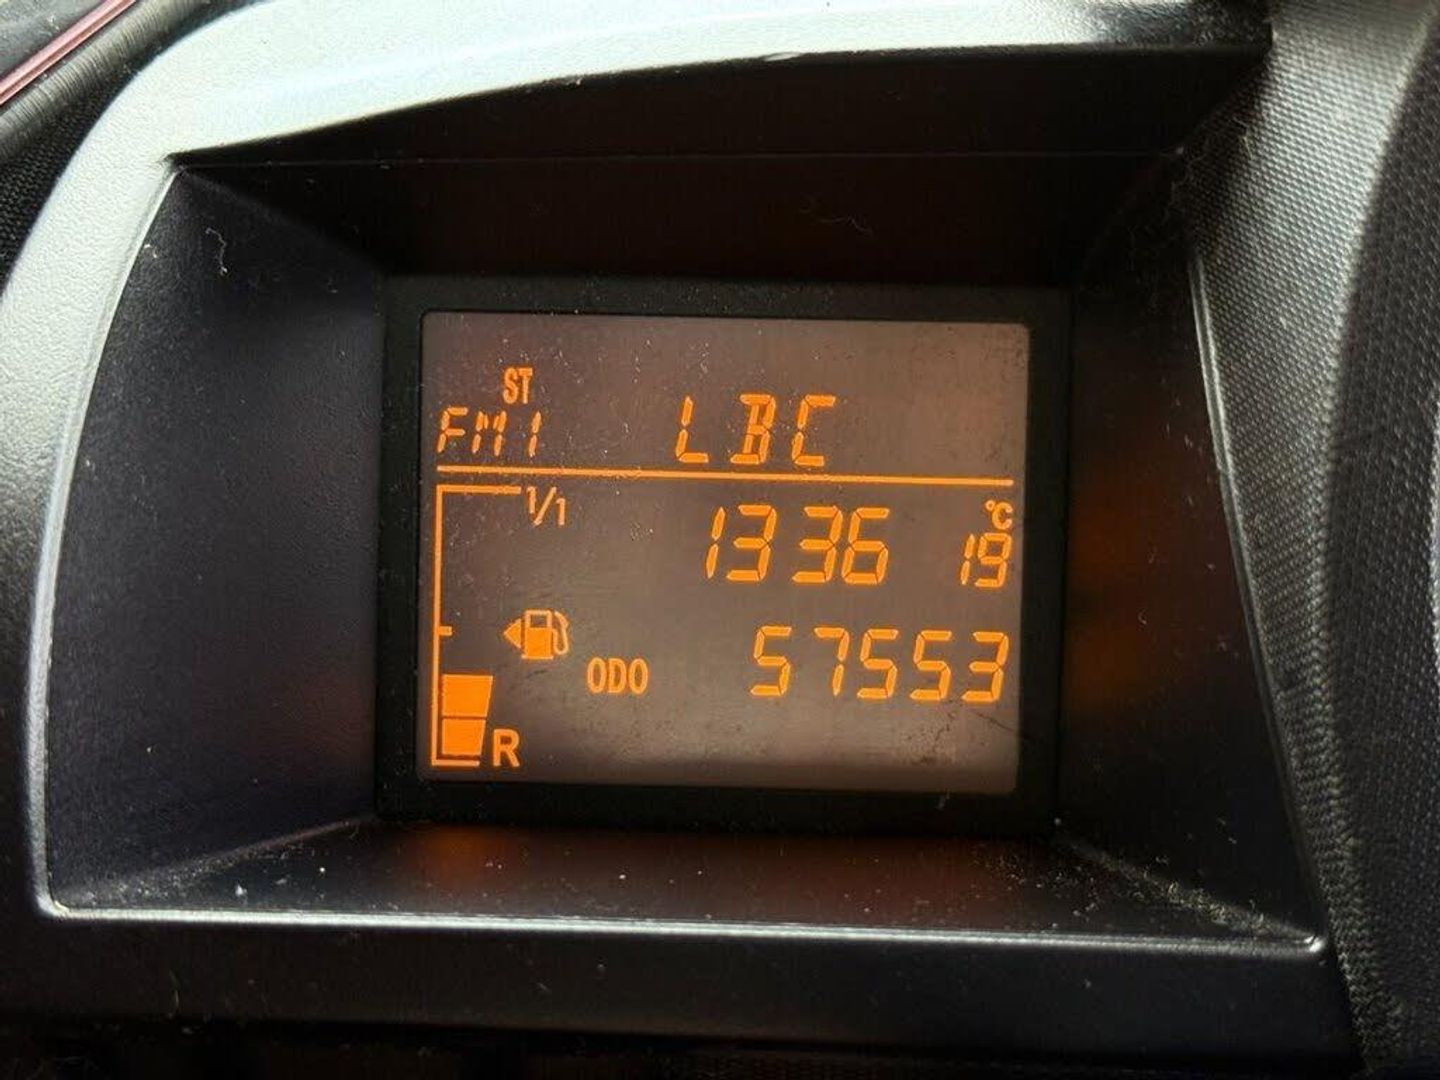 ST
FM1 LBC
1/1
1336 19 °C
ODO 57553
R